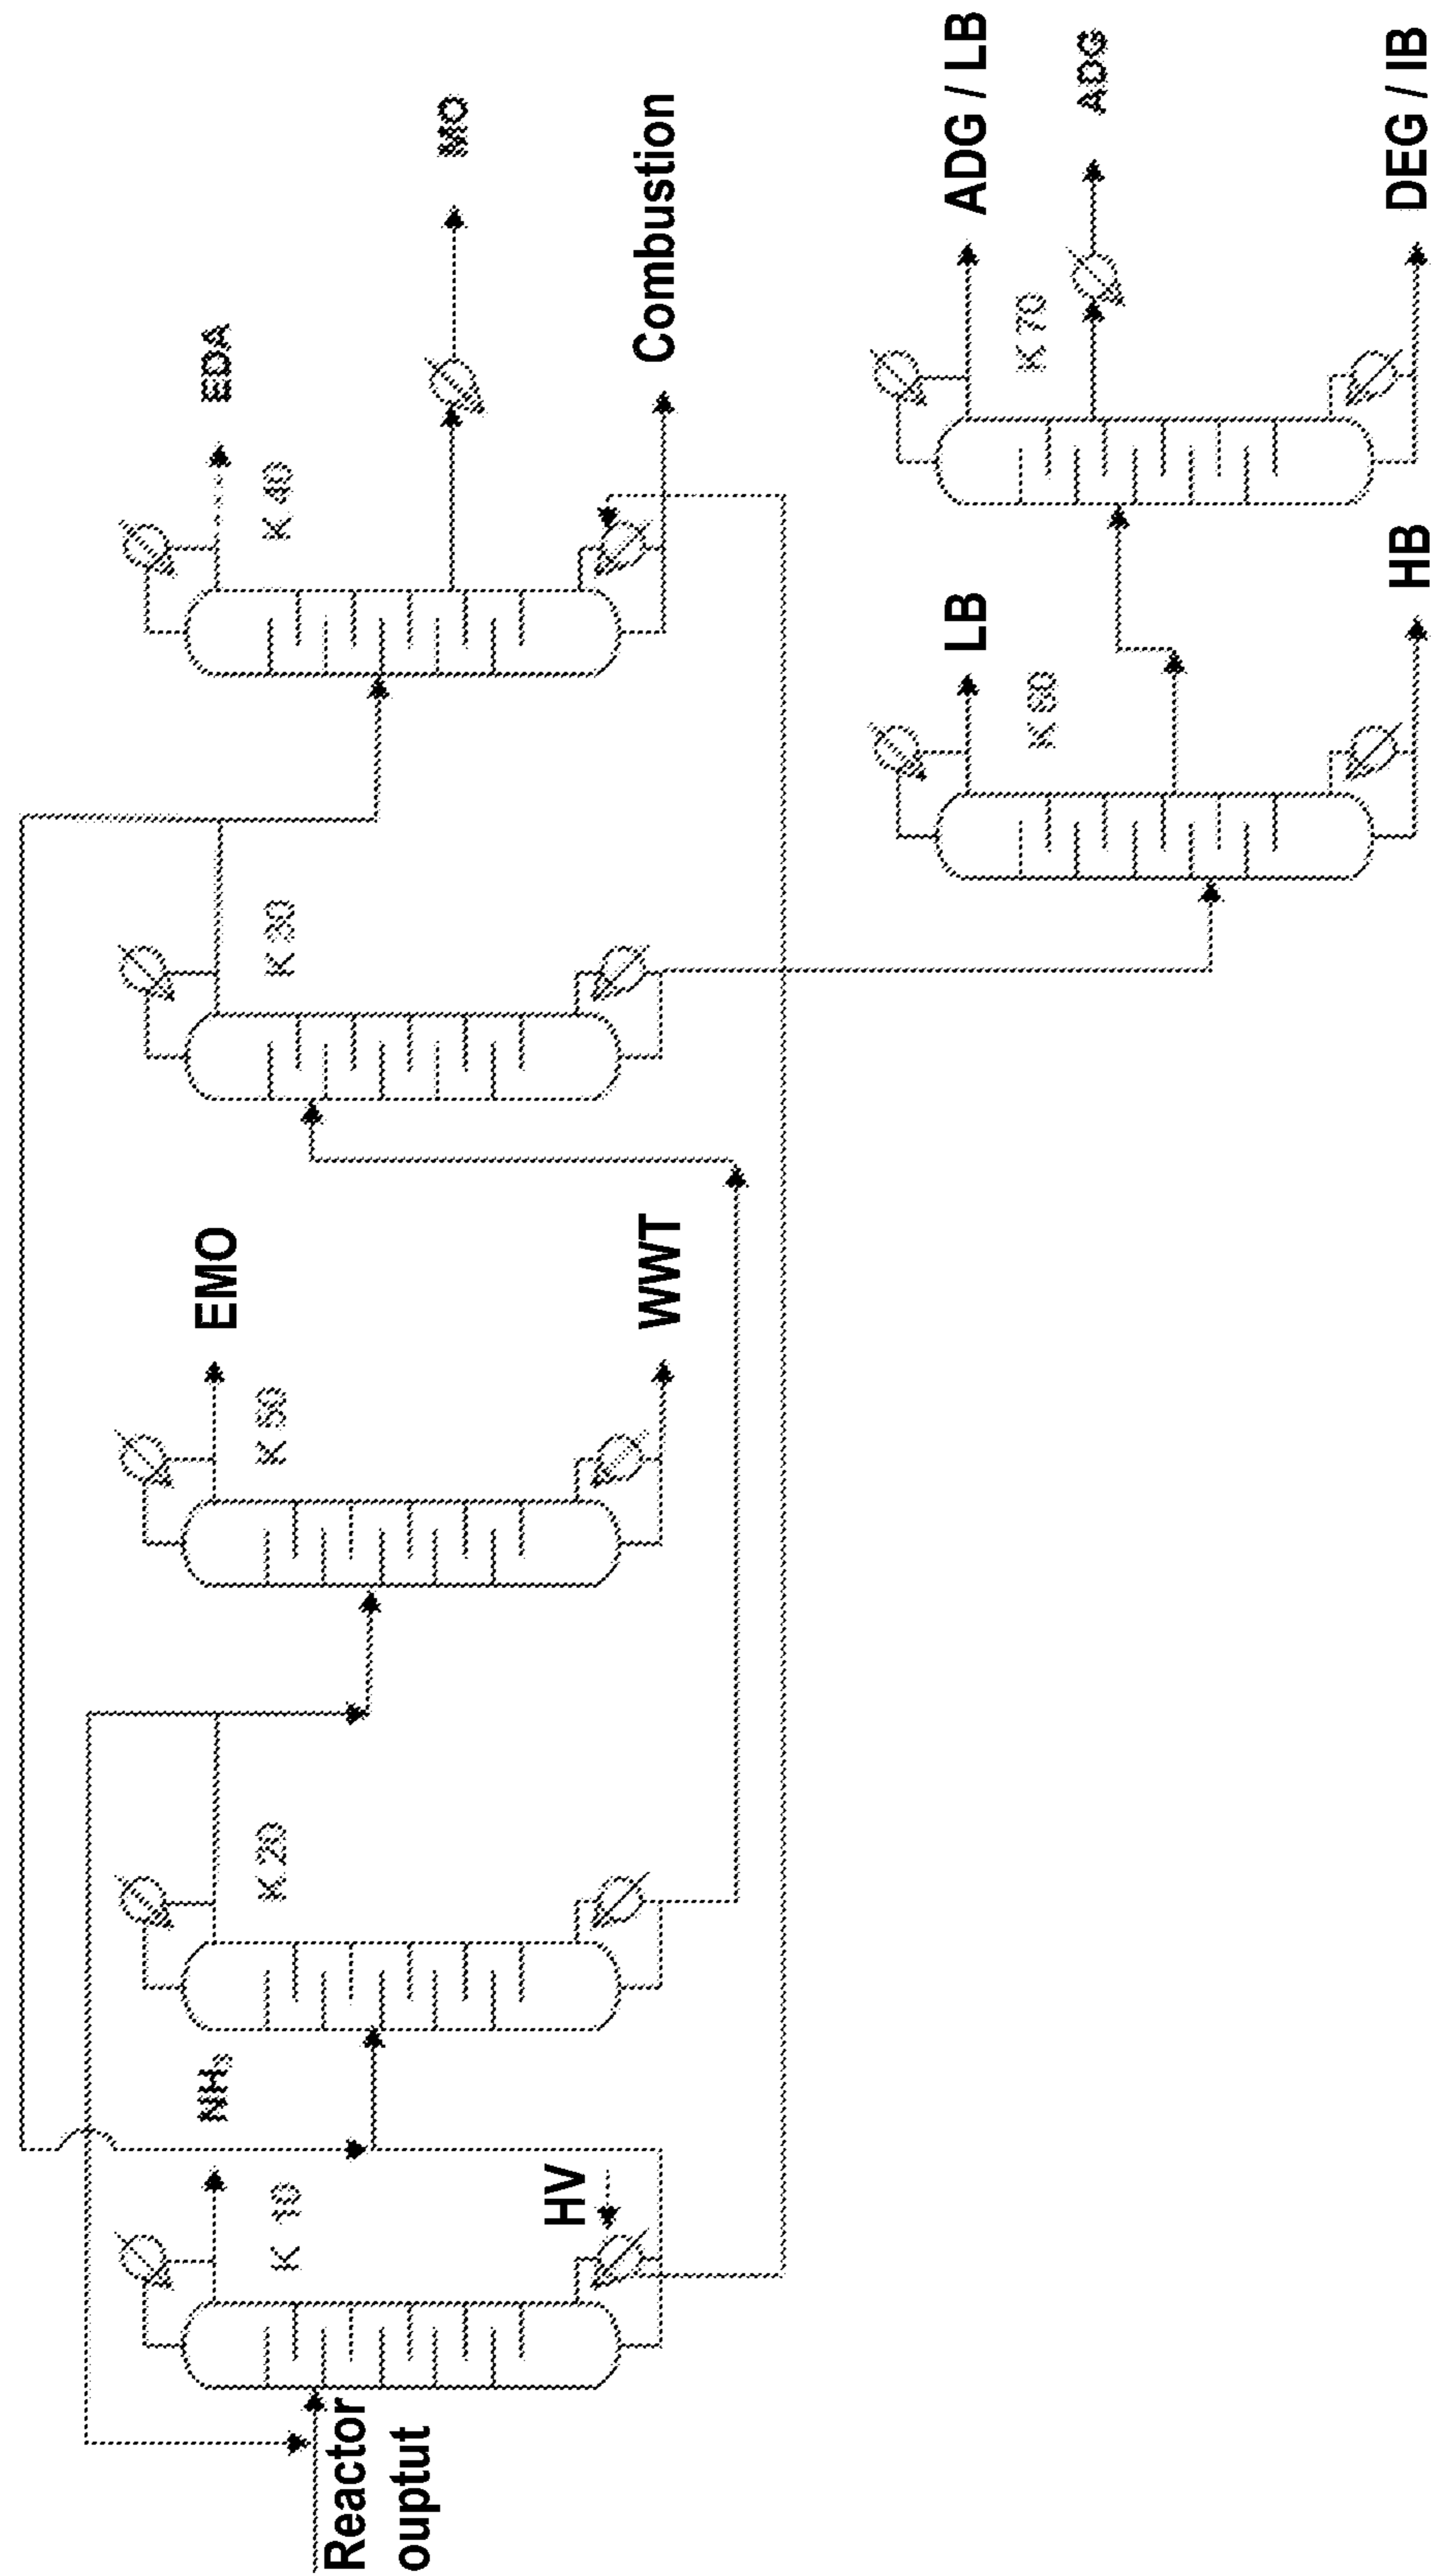 Reactor
ouptut
K 10
NH₃
HV
K 20
K 50
EMO
WWT
K 30
K 40
EDA
MO
Combustion
K 80
LB
HB
K 70
ADG / LB
ADG
DEG / IB